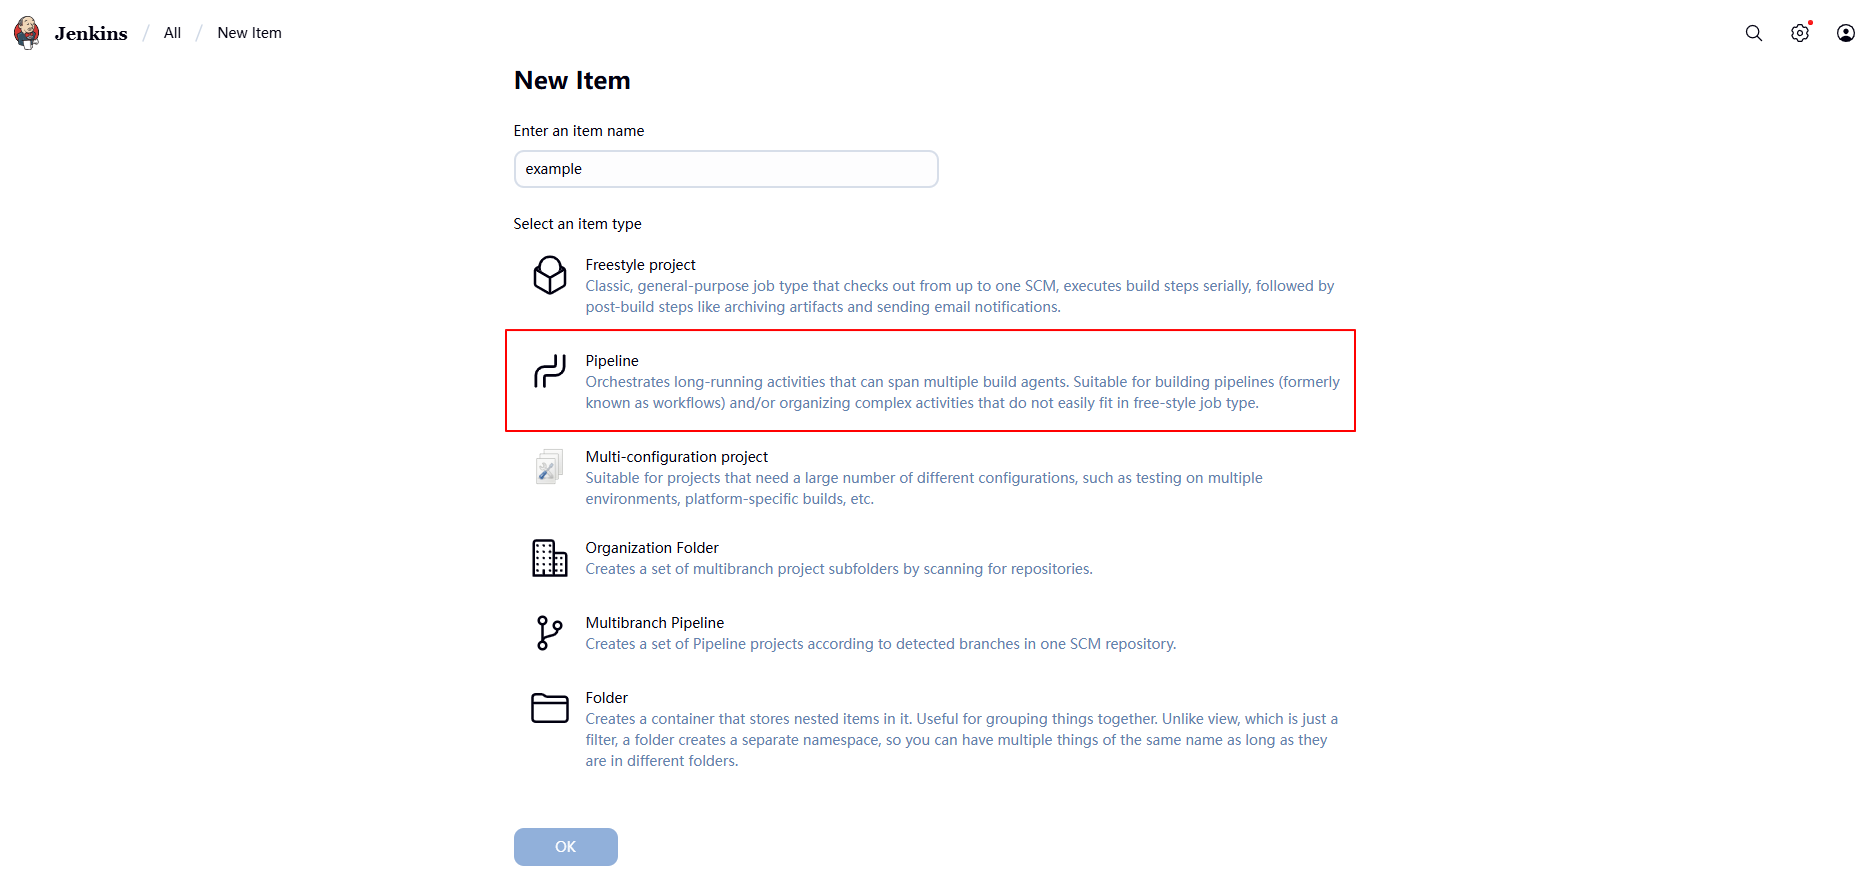 Jenkins / All / New Item
New Item
Enter an item name
example
Select an item type
Freestyle project
Classic, general-purpose job type that checks out from up to one SCM, executes build steps serially, followed by
post-build steps like archiving artifacts and sending email notifications.
Pipeline
Orchestrates long-running activities that can span multiple build agents. Suitable for building pipelines (formerly
known as workflows) and/or organizing complex activities that do not easily fit in free-style job type.
Multi-configuration project
Suitable for projects that need a large number of different configurations, such as testing on multiple
environments, platform-specific builds, etc.
Organization Folder
Creates a set of multibranch project subfolders by scanning for repositories.
Multibranch Pipeline
Creates a set of Pipeline projects according to detected branches in one SCM repository.
Folder
Creates a container that stores nested items in it. Useful for grouping things together. Unlike view, which is just a
filter, a folder creates a separate namespace, so you can have multiple things of the same name as long as they
are in different folders.
OK